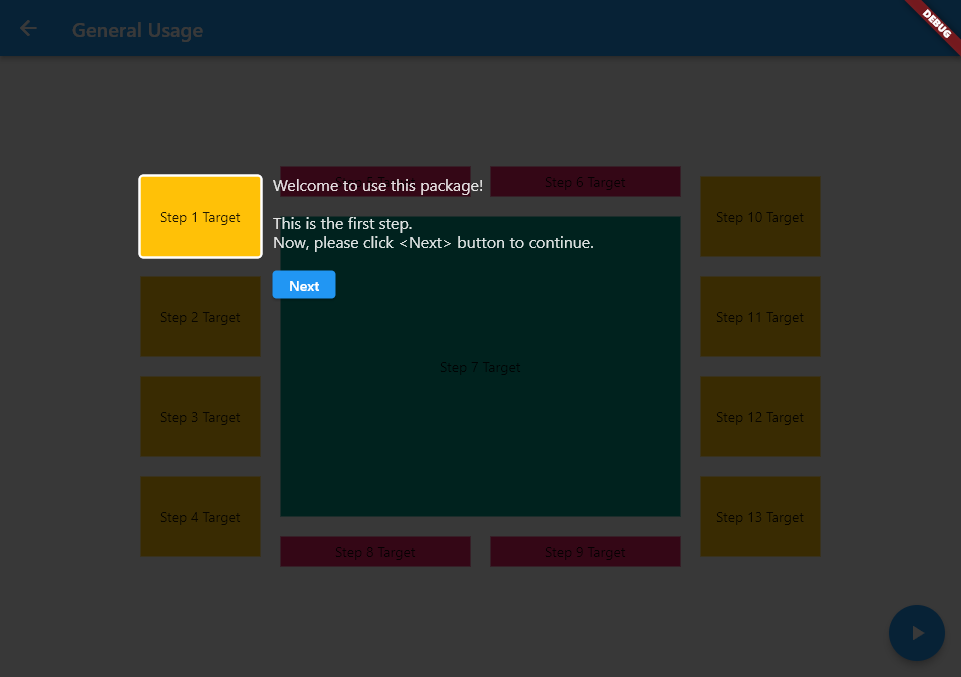 General Usage
DEBUG
Step 6 Target
Welcome to use this package!
Step 1 Target
Step 10 Target
This is the first step.
Now, please click <Next> button to continue.
Next
Step 2 Target
Step 11 Target
Step 7 Target
Step 3 Target
Step 12 Target
Step 4 Target
Step 13 Target
Step 8 Target
Step 9 Target